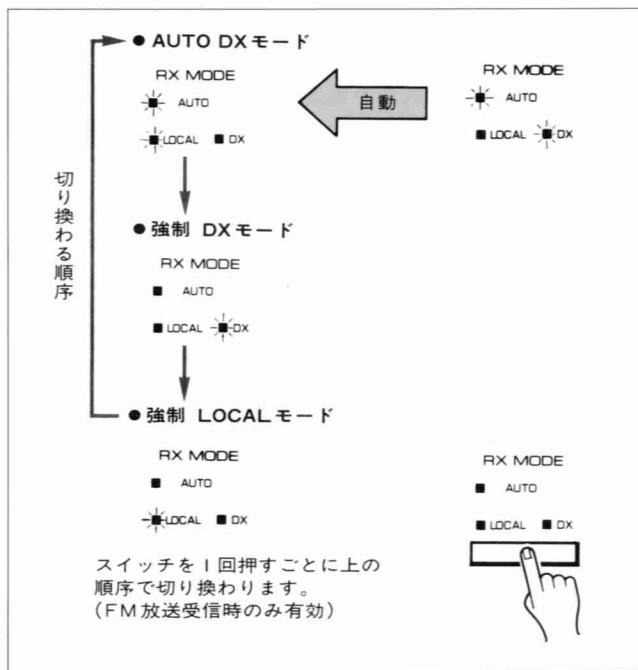 ● AUTO DXモード
RX MODE
AUTO
LOCAL DX
自動
RX MODE
AUTO
LOCAL DX
切り換わる順序
● 強制 DXモード
RX MODE
AUTO
LOCAL DX
● 強制 LOCALモード
RX MODE
AUTO
LOCAL DX
スイッチを1回押すごとに上の
順序で切り換わります。
(FM放送受信時のみ有効)
RX MODE
AUTO
LOCAL DX